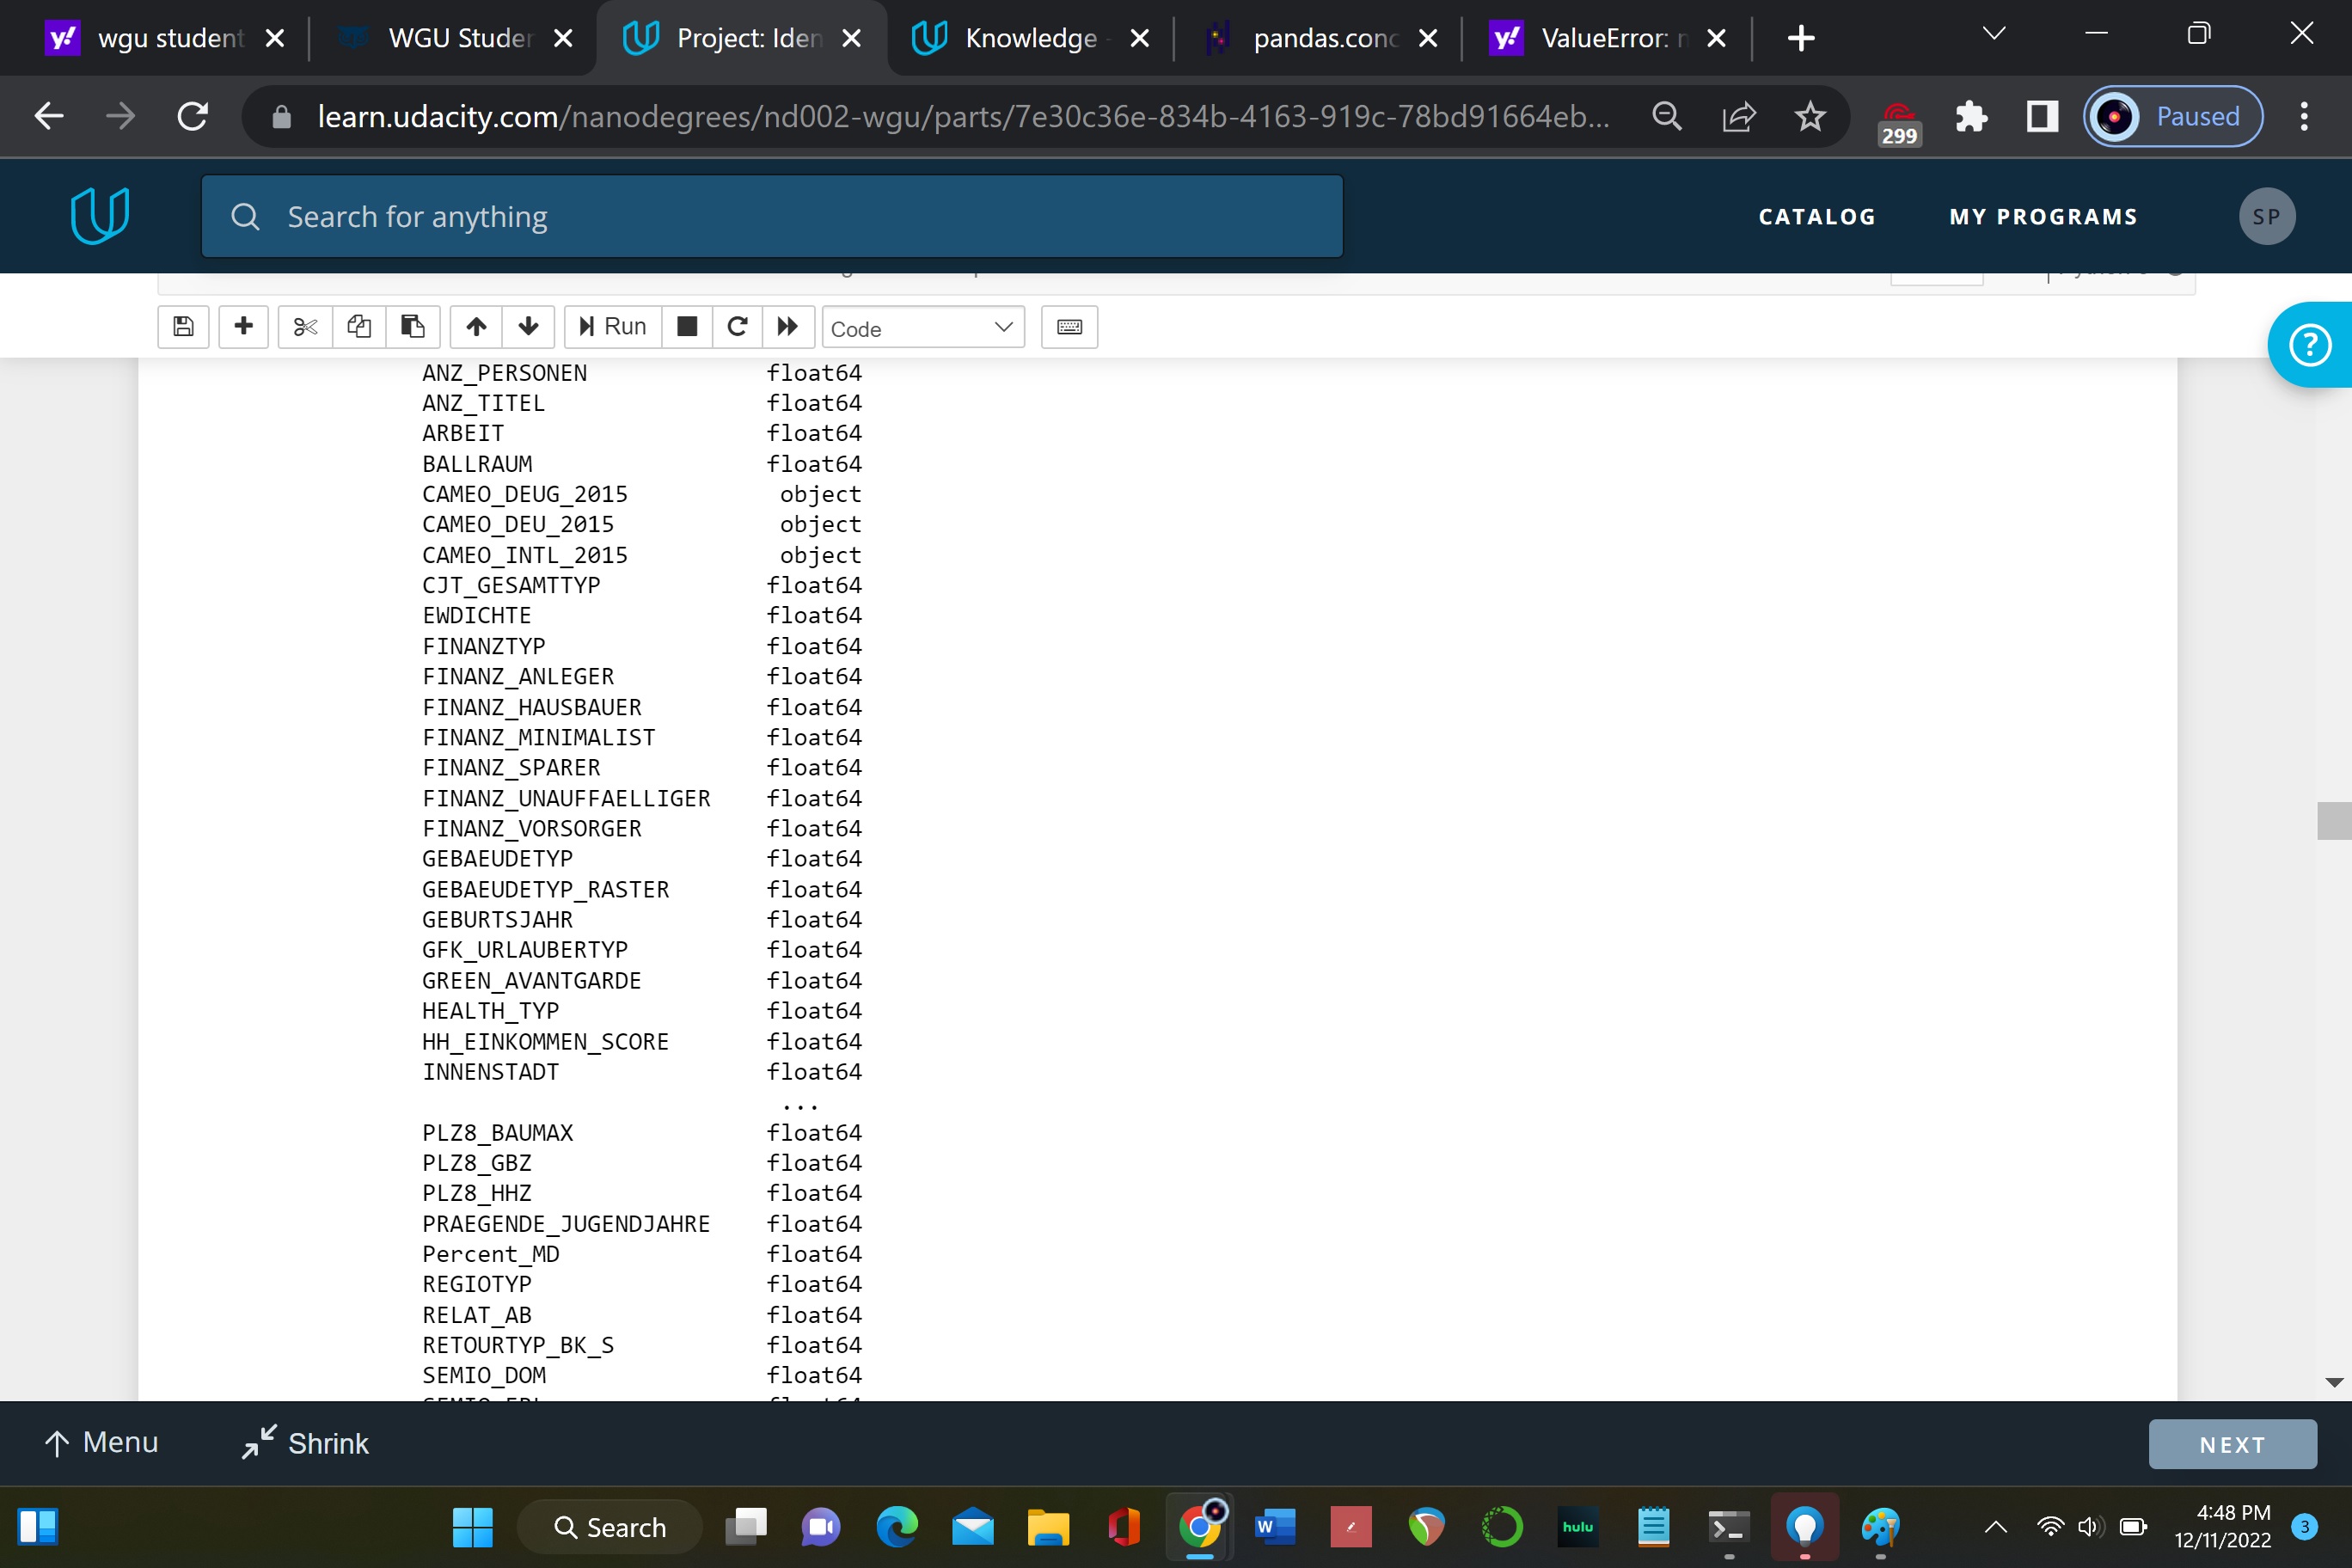 wgu student
WGU Studer
Project: Iden
Knowledge -
pandas.conc
ValueError: n
learn.udacity.com/nanodegrees/nd002-wgu/parts/7e30c36e-834b-4163-919c-78bd91664eb...
299
Paused
Search for anything
CATALOG
MY PROGRAMS
SP
Run
Code
?
ANZ_PERSONEN float64
ANZ_TITEL float64
ARBEIT float64
BALLRAUM float64
CAMEO_DEUG_2015 object
CAMEO_DEU_2015 object
CAMEO_INTL_2015 object
CJT_GESAMTTYP float64
EWDICHTE float64
FINANZTYP float64
FINANZ_ANLEGER float64
FINANZ_HAUSBAUER float64
FINANZ_MINIMALIST float64
FINANZ_SPARER float64
FINANZ_UNAUFFAELLIGER float64
FINANZ_VORSORGER float64
GEBAEUDETYP float64
GEBAEUDETYP_RASTER float64
GEBURTSJAHR float64
GFK_URLAUBERTYP float64
GREEN_AVANTGARDE float64
HEALTH_TYP float64
HH_EINKOMMEN_SCORE float64
INNENSTADT float64
...
PLZ8_BAUMAX float64
PLZ8_GBZ float64
PLZ8_HHZ float64
PRAEGENDE_JUGENDJAHRE float64
Percent_MD float64
REGIOTYP float64
RELAT_AB float64
RETOURTYP_BK_S float64
SEMIO_DOM float64
Menu
Shrink
NEXT
Search
W
hulu
4:48 PM
12/11/2022
3